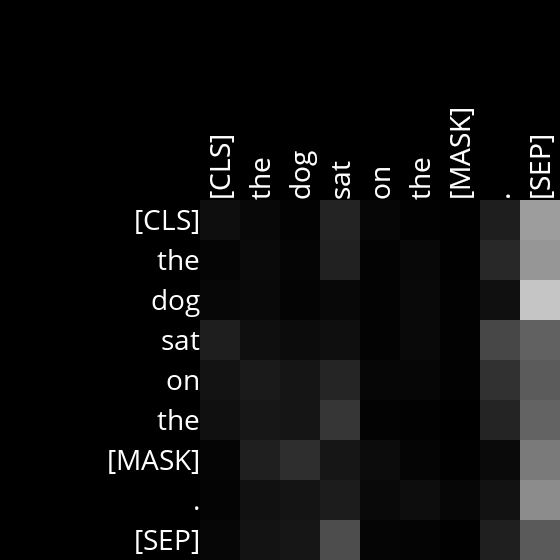 [CLS] the dog sat on the [MASK] . [SEP]
[CLS]
the
dog
sat
on
the
[MASK]
.
[SEP]